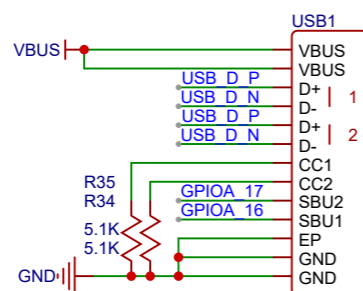 USB1
VBUS
VBUS
VBUS
USB_D_P
D+
1
USB_D_N
D-
USB_D_P
D+
2
USB_D_N
D-
CC1
R35
CC2
R34
GPIOA_17
SBU2
GPIOA_16
SBU1
5.1K
EP
5.1K
GND
GND
GND